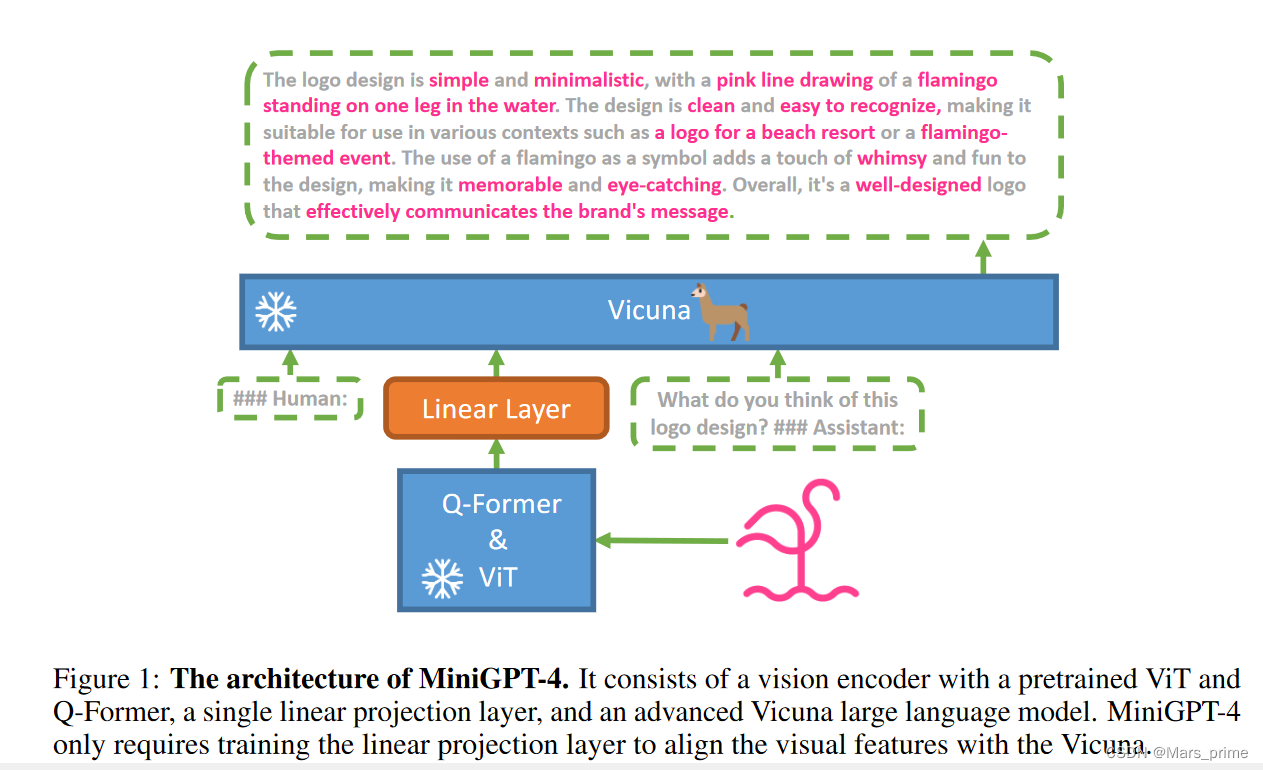 The logo design is simple and minimalistic, with a pink line drawing of a flamingo
standing on one leg in the water. The design is clean and easy to recognize, making it
suitable for use in various contexts such as a logo for a beach resort or a flamingo-
themed event. The use of a flamingo as a symbol adds a touch of whimsy and fun to
the design, making it memorable and eye-catching. Overall, it's a well-designed logo
that effectively communicates the brand's message.
Vicuna
### Human:
Linear Layer
What do you think of this
logo design? ### Assistant:
Q-Former
&
ViT
Figure 1: The architecture of MiniGPT-4. It consists of a vision encoder with a pretrained ViT and
Q-Former, a single linear projection layer, and an advanced Vicuna large language model. MiniGPT-4
only requires training the linear projection layer to align the visual features with the Vicuna.
CSDN @Mars_prime